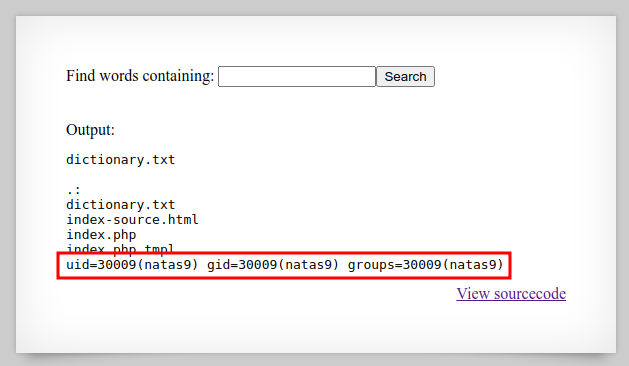 Find words containing: Search
Output:
dictionary.txt
.:
dictionary.txt
index-source.html
index.php
index.php.tmpl
uid=30009(natas9) gid=30009(natas9) groups=30009(natas9)
View sourcecode